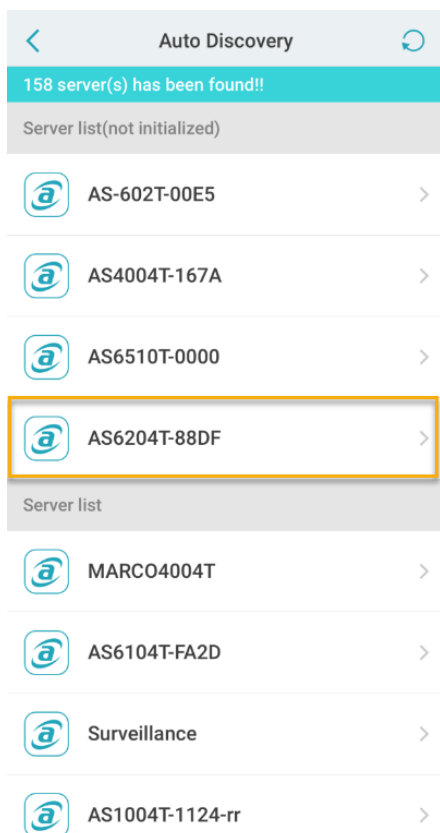 Auto Discovery
158 server(s) has been found!!
Server list(not initialized)
AS-602T-00E5
AS4004T-167A
AS6510T-0000
AS6204T-88DF
Server list
MARCO4004T
AS6104T-FA2D
Surveillance
AS1004T-1124-rr